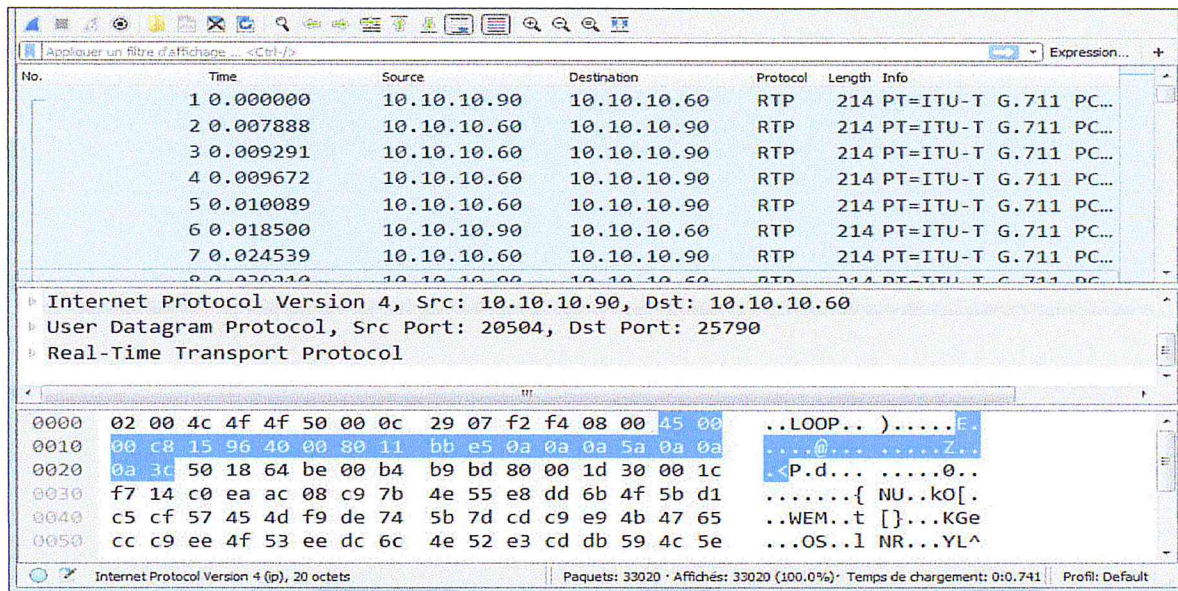 Appliquer un filtre d'affichage ... <Ctrl-/> Expression... +
No. Time Source Destination Protocol Length Info
1 0.000000 10.10.10.90 10.10.10.60 RTP 214 PT=ITU-T G.711 PC...
2 0.007888 10.10.10.60 10.10.10.90 RTP 214 PT=ITU-T G.711 PC...
3 0.009291 10.10.10.60 10.10.10.90 RTP 214 PT=ITU-T G.711 PC...
4 0.009672 10.10.10.60 10.10.10.90 RTP 214 PT=ITU-T G.711 PC...
5 0.010089 10.10.10.60 10.10.10.90 RTP 214 PT=ITU-T G.711 PC...
6 0.018500 10.10.10.60 10.10.10.90 RTP 214 PT=ITU-T G.711 PC...
7 0.024539 10.10.10.60 10.10.10.90 RTP 214 PT=ITU-T G.711 PC...
10.10.10.90 10.10.10.60 RTP 214 PT=ITU-T G.711 PC...
Internet Protocol Version 4, Src: 10.10.10.90, Dst: 10.10.10.60
User Datagram Protocol, Src Port: 20504, Dst Port: 25790
Real-Time Transport Protocol
0000 02 00 4c 4f 4f 50 00 0c 29 07 f2 f4 08 00 45 00 ..LOOP.. ).....E.
0010 00 c8 15 96 40 00 80 11 bb e5 0a 0a 0a 5a 0a 0a ....@... .....Z..
0020 0a 3c 50 18 64 be 00 b4 b9 bd 80 00 1d 30 00 1c .<P.d... .....0..
0030 f7 14 c0 ea ac 08 c9 7b 4e 55 e8 dd 6b 4f 5b d1 .......{ NU..kO[.
0040 c5 cf 57 45 4d f9 de 74 5b 7d cd c9 e9 4b 47 65 ..WEM..t [}...KGe
0050 cc c9 ee 4f 53 ee dc 6c 4e 52 e3 cd db 59 4c 5e ...OS..l NR...YL^
Internet Protocol Version 4 (ip), 20 octets Paquets: 33020 · Affichés: 33020 (100.0%) · Temps de chargement: 0:0.741 Profil: Default